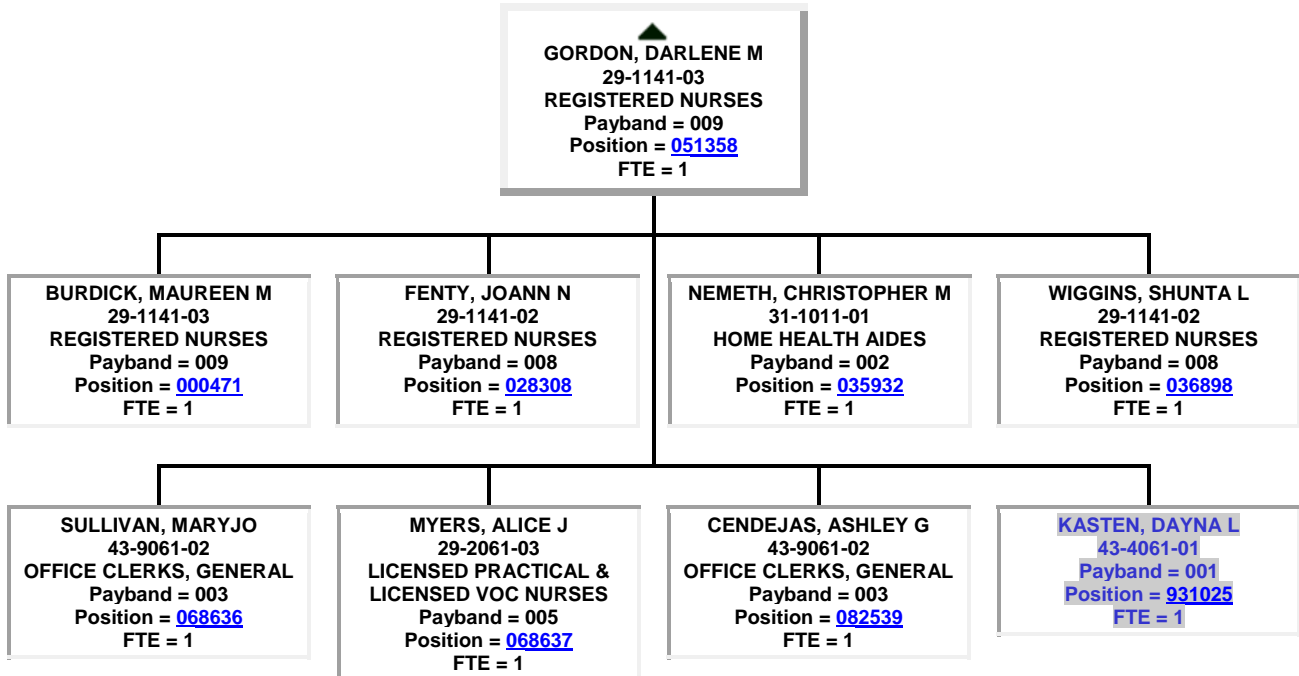 GORDON, DARLENE M
29-1141-03
REGISTERED NURSES
Payband = 009
Position = 051358
FTE = 1
BURDICK, MAUREEN M
29-1141-03
REGISTERED NURSES
Payband = 009
Position = 000471
FTE = 1
FENTY, JOANN N
29-1141-02
REGISTERED NURSES
Payband = 008
Position = 028308
FTE = 1
NEMETH, CHRISTOPHER M
31-1011-01
HOME HEALTH AIDES
Payband = 002
Position = 035932
FTE = 1
WIGGINS, SHUNTA L
29-1141-02
REGISTERED NURSES
Payband = 008
Position = 036898
FTE = 1
SULLIVAN, MARYJO
43-9061-02
OFFICE CLERKS, GENERAL
Payband = 003
Position = 068636
FTE = 1
MYERS, ALICE J
29-2061-03
LICENSED PRACTICAL &
LICENSED VOC NURSES
Payband = 005
Position = 068637
FTE = 1
CENDEJAS, ASHLEY G
43-9061-02
OFFICE CLERKS, GENERAL
Payband = 003
Position = 082539
FTE = 1
KASTEN, DAYNA L
43-4061-01
Payband = 001
Position = 931025
FTE = 1